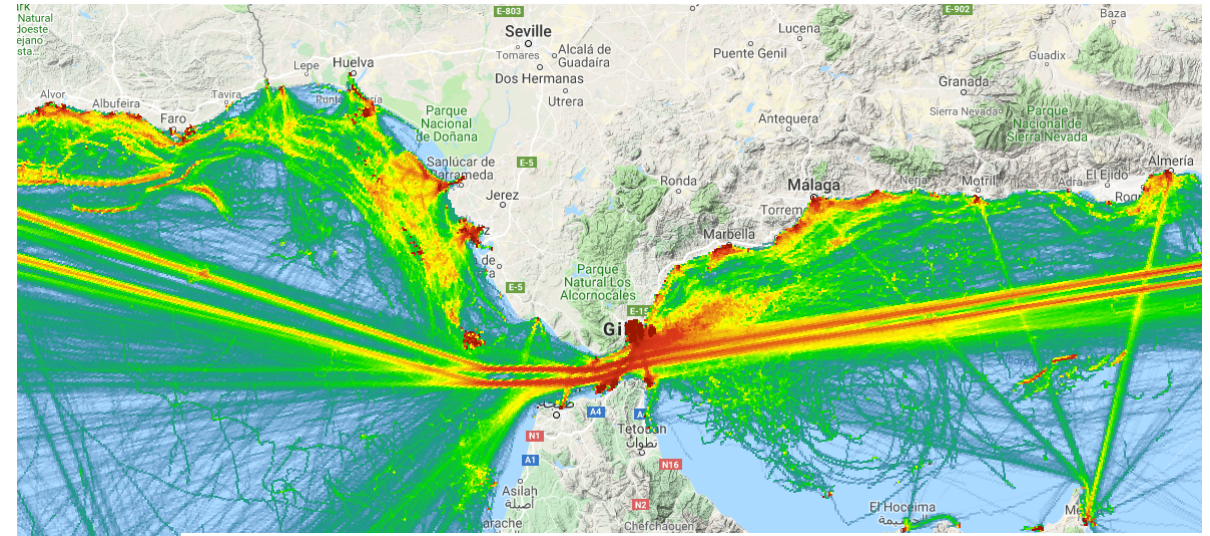 Natural
E-803
Seville
Tomares
Alcalá de
Guadaíra
Dos Hermanas
Utrera
Lucena
Puente Genil
E-902
Baza
Guadix
Granada
Sierra Nevada
Parque
Nacional de
Sierra Nevada
Antequera
Alvor
Albufeira
Faro
Tavira
Lepe
Huelva
Parque
Nacional
de Doñana
Sanlúcar de
Barrameda
E-5
Jerez
Ronda
Málaga
Nerja
Motril
Adra
El Ejido
Almería
Marbella
E-5
Parque
Natural Los
Alcornocales
E-15
A4
N1
A1
Tetouan
تطوان
N16
Asilah
أصيلة
N2
Chefchaouen
El Hoceima
الحسيمة